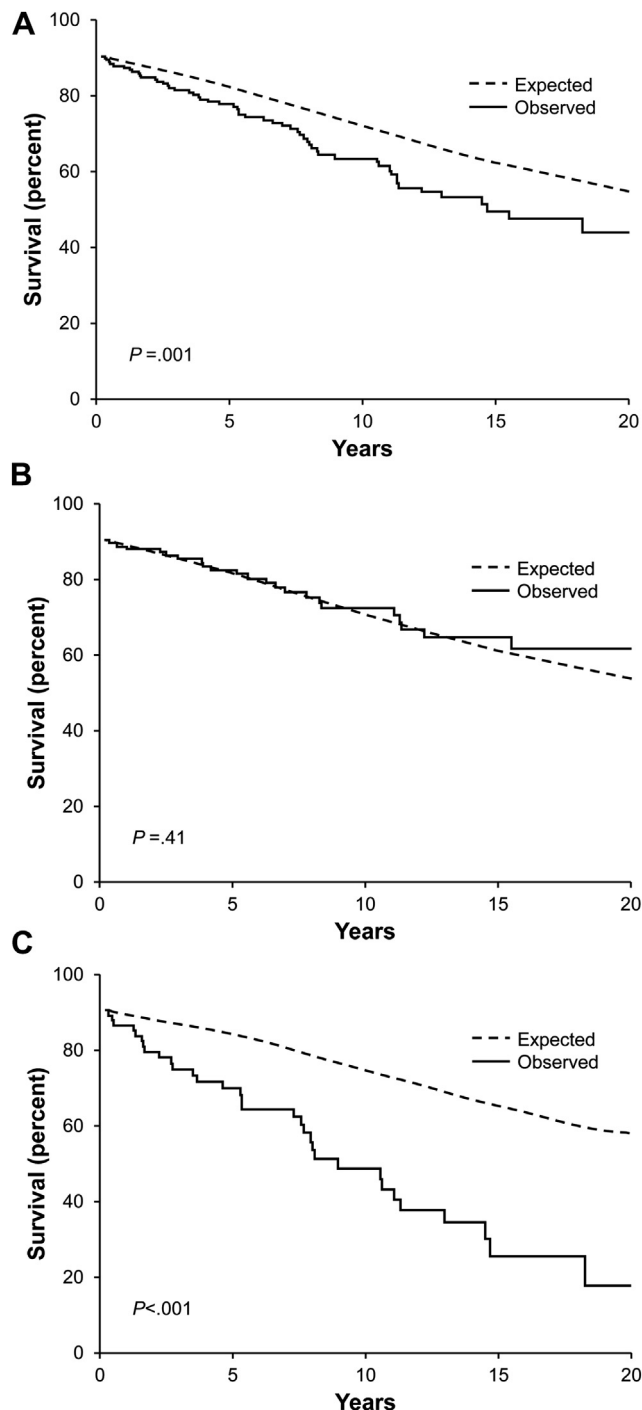 A
100
80
60
40
20
0
Survival (percent)
Expected
Observed
P =.001
0 5 10 15 20
Years
B
100
80
60
40
20
0
Survival (percent)
Expected
Observed
P =.41
0 5 10 15 20
Years
C
100
80
60
40
20
0
Survival (percent)
Expected
Observed
P<.001
0 5 10 15 20
Years